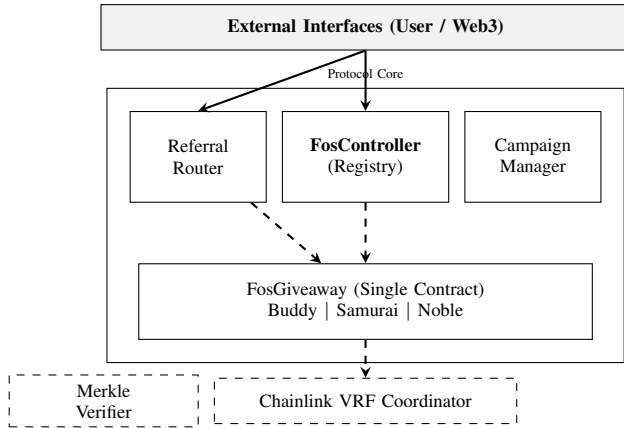 External Interfaces (User / Web3)
Protocol Core
Referral
Router
FosController
(Registry)
Campaign
Manager
FosGiveaway (Single Contract)
Buddy | Samurai | Noble
Merkle
Verifier
Chainlink VRF Coordinator